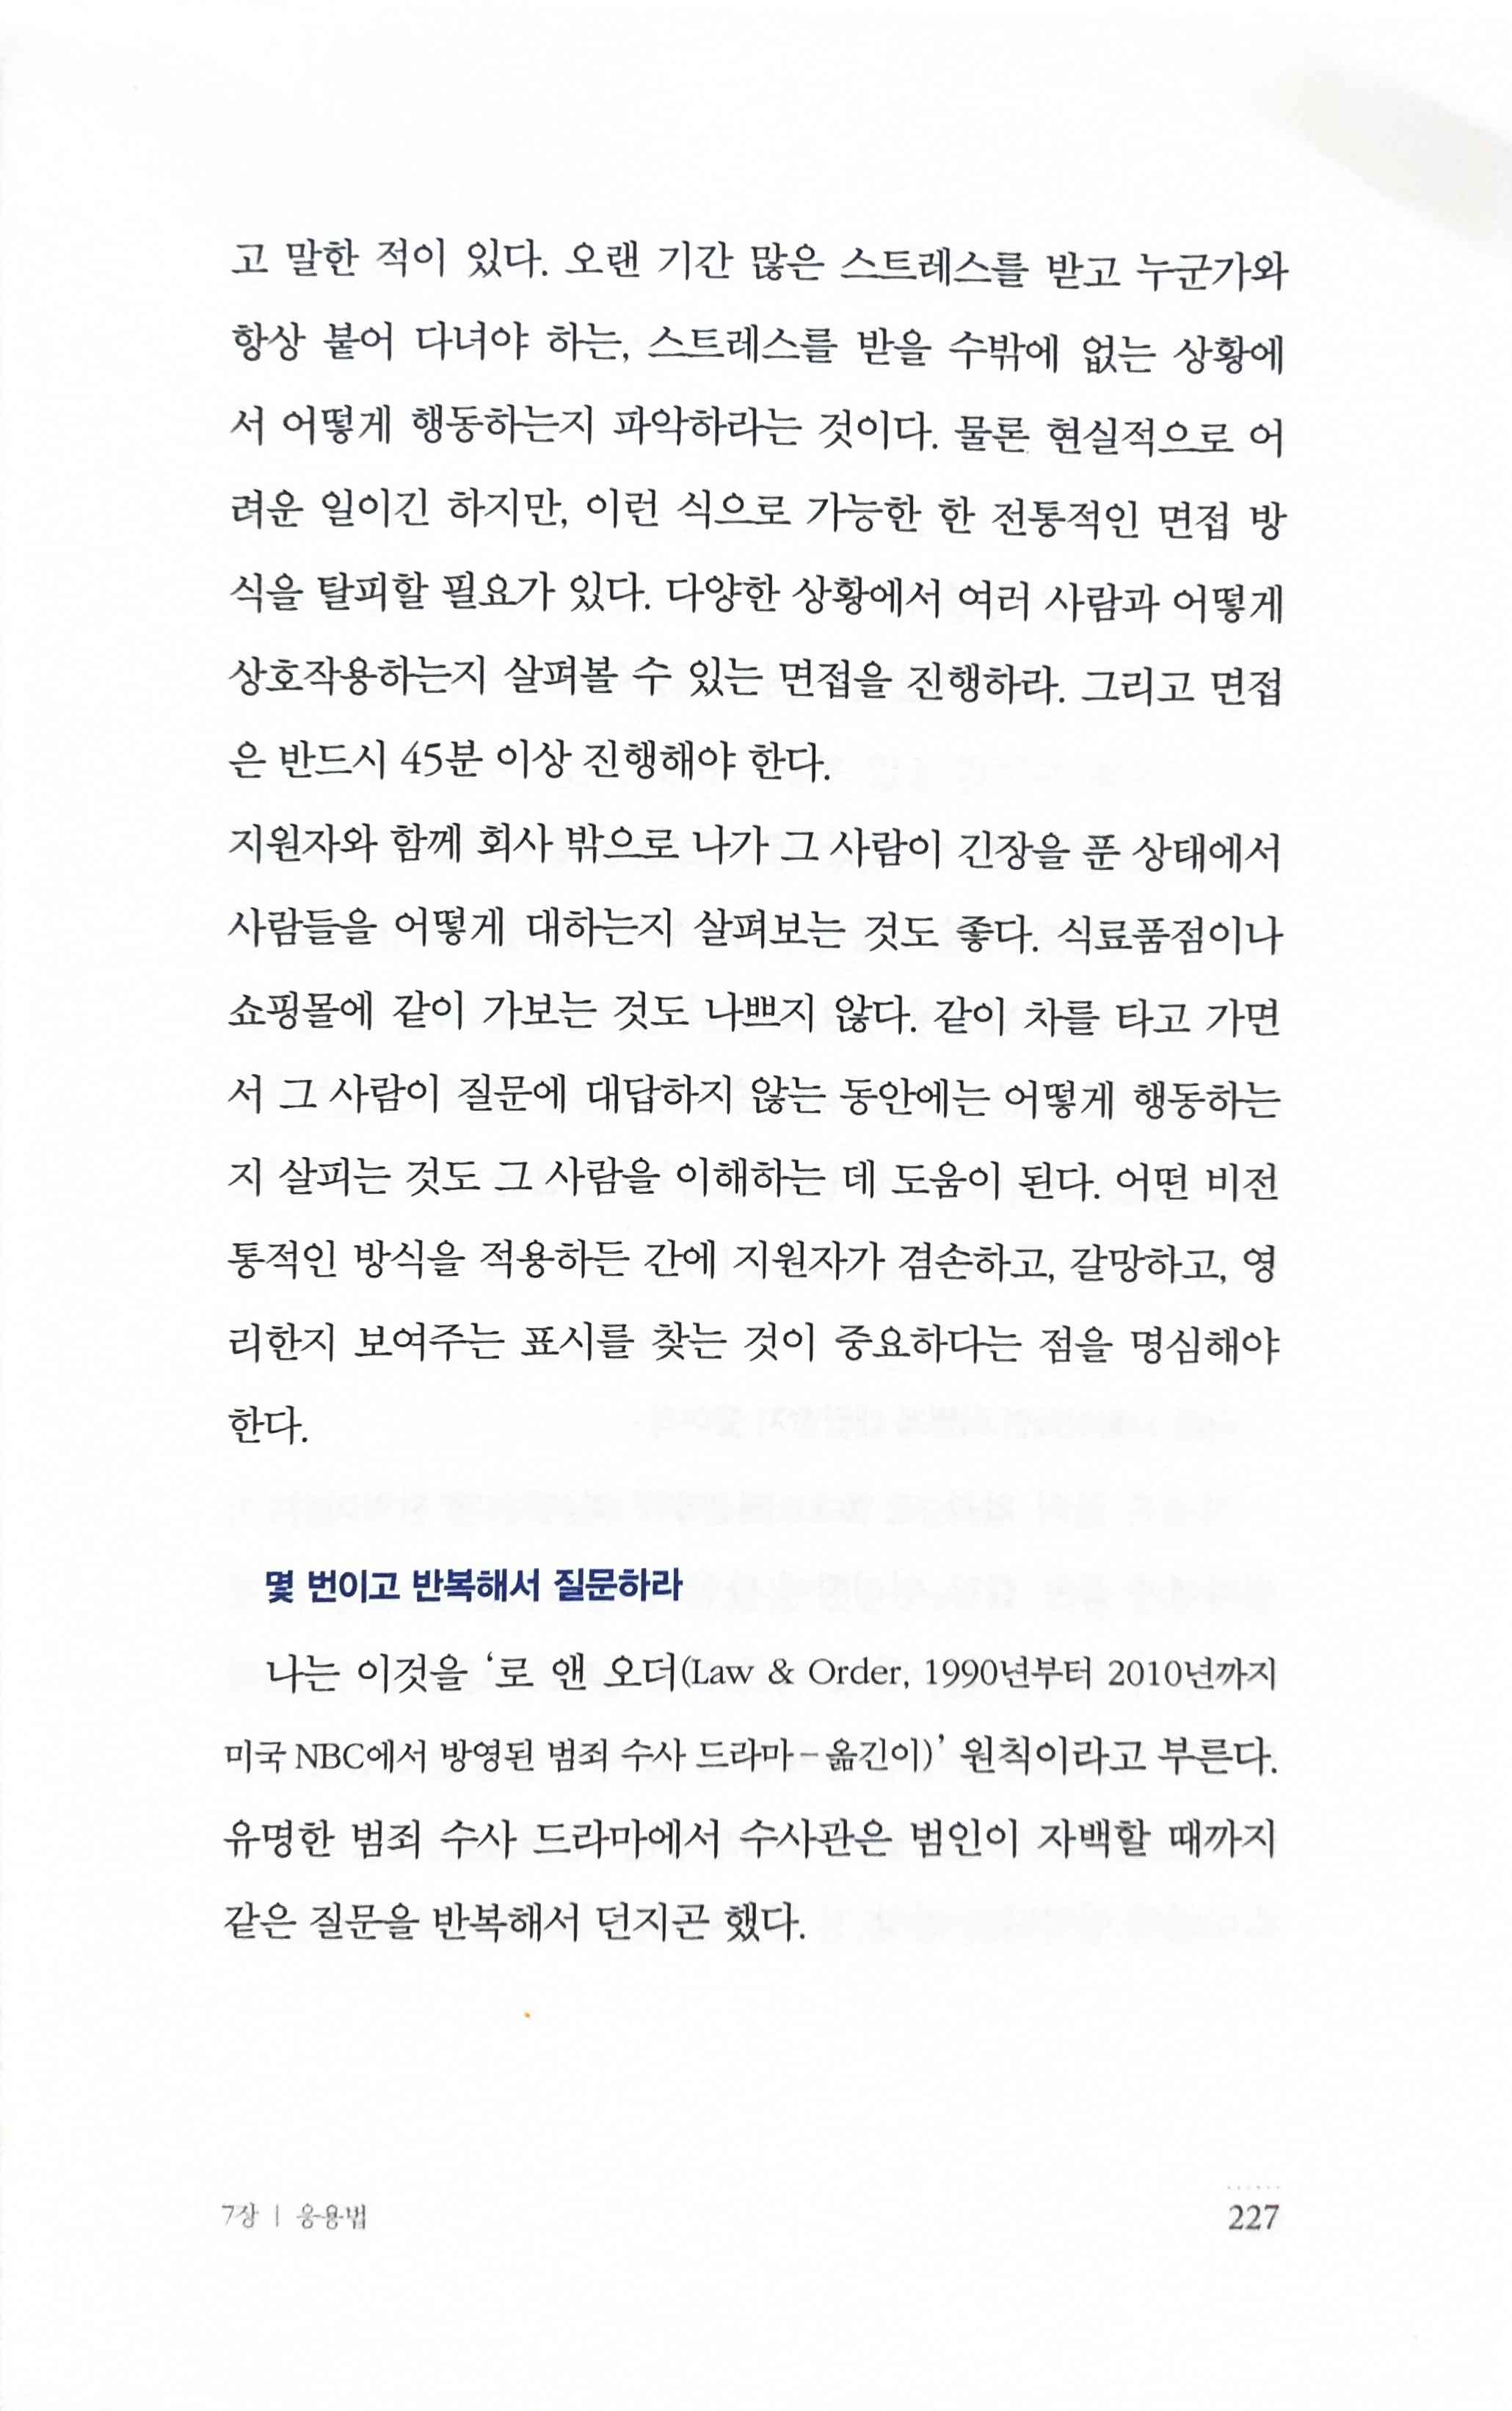 고 말한 적이 있다. 오랜 기간 많은 스트레스를 받고 누군가와
항상 붙어 다녀야 하는, 스트레스를 받을 수밖에 없는 상황에
서 어떻게 행동하는지 파악하라는 것이다. 물론 현실적으로 어
려운 일이긴 하지만, 이런 식으로 가능한 한 전통적인 면접 방
식을 탈피할 필요가 있다. 다양한 상황에서 여러 사람과 어떻게
상호작용하는지 살펴볼 수 있는 면접을 진행하라. 그리고 면접
은 반드시 45분 이상 진행해야 한다.
지원자와 함께 회사 밖으로 나가 그 사람이 긴장을 푼 상태에서
사람들을 어떻게 대하는지 살펴보는 것도 좋다. 식료품점이나
쇼핑몰에 같이 가보는 것도 나쁘지 않다. 같이 차를 타고 가면
서 그 사람이 질문에 대답하지 않는 동안에는 어떻게 행동하는
지 살피는 것도 그 사람을 이해하는 데 도움이 된다. 어떤 비전
통적인 방식을 적용하든 간에 지원자가 겸손하고, 갈망하고, 영
리한지 보여주는 표시를 찾는 것이 중요하다는 점을 명심해야
한다.
몇 번이고 반복해서 질문하라
나는 이것을 ‘로 앤 오더(Law & Order, 1990년부터 2010년까지
미국 NBC에서 방영된 범죄 수사 드라마-옮긴이)’ 원칙이라고 부른다.
유명한 범죄 수사 드라마에서 수사관은 범인이 자백할 때까지
같은 질문을 반복해서 던지곤 했다.
7장 | 응용법
227